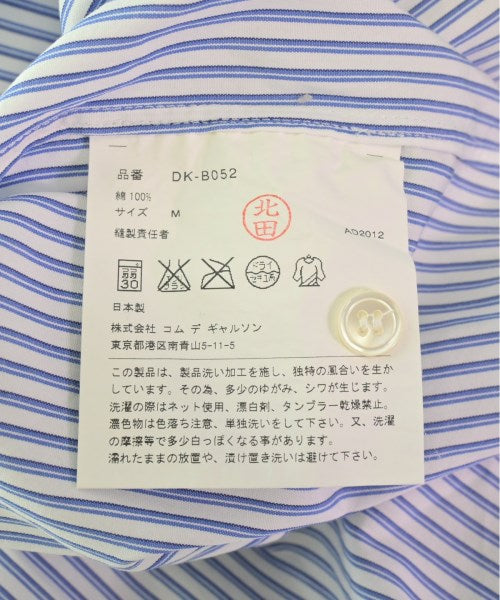 品番 DK-B052
綿 100%
サイズ M
縫製責任者
北田
AD2012
弱
30
ドライ
日本製
株式会社 コム デ ギャルソン
東京都港区南青山5-11-5
この製品は、製品洗い加工を施し、独特の風合いを生か
しています。その為、多少のゆがみ、シワが生じます。
洗濯の際はネット使用、漂白剤、タンブラー乾燥禁止。
濃色物は色落ち注意、単独洗いをして下さい。又、洗濯
の摩擦等で多少白っぽくなる事があります。
濡れたままの放置や、漬け置き洗いは避けて下さい。